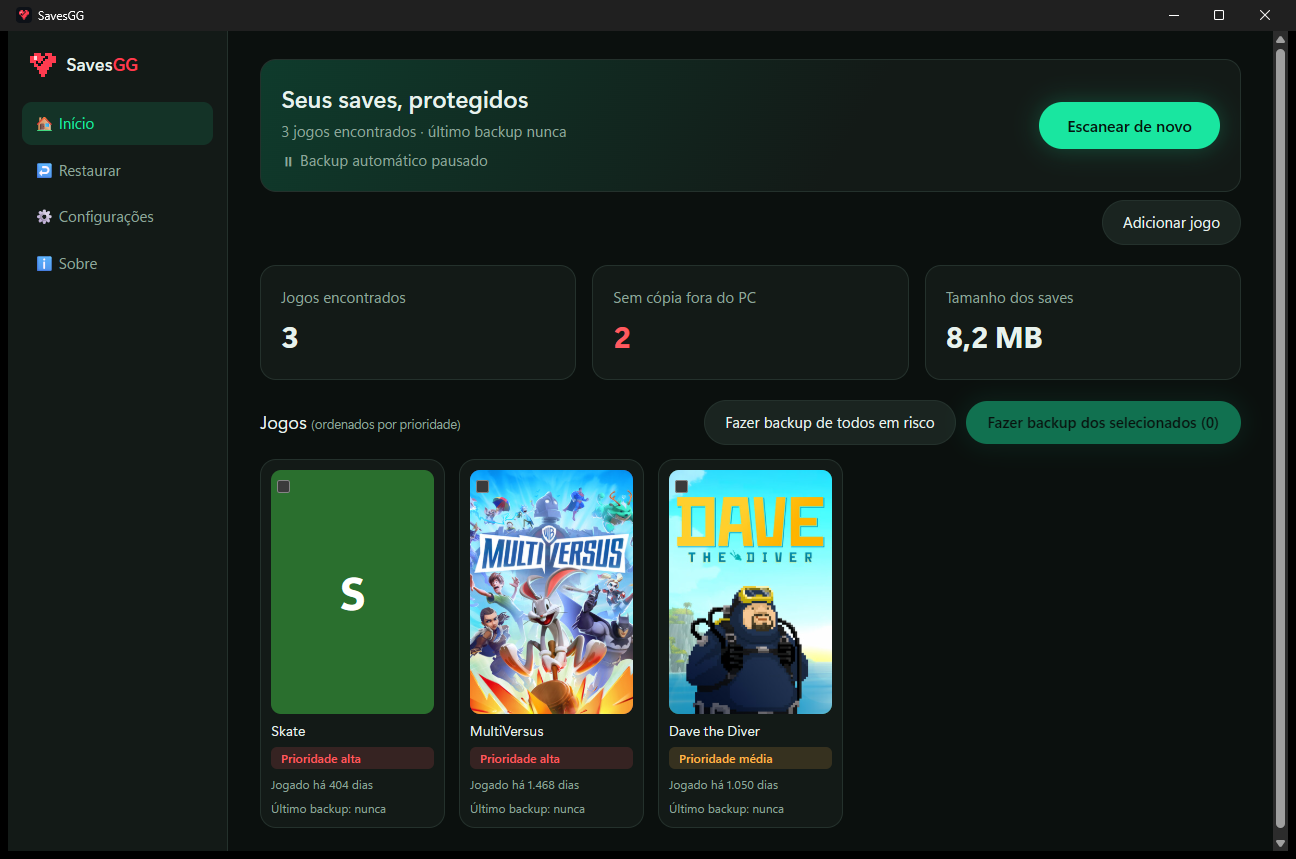 SavesGG
SavesGG
Início
Restaurar
Configurações
Sobre
Seus saves, protegidos
3 jogos encontrados · último backup nunca
Backup automático pausado
Escanear de novo
Adicionar jogo
Jogos encontrados
3
Sem cópia fora do PC
2
Tamanho dos saves
8,2 MB
Jogos (ordenados por prioridade)
Fazer backup de todos em risco
Fazer backup dos selecionados (0)
S
Skate
Prioridade alta
Jogado há 404 dias
Último backup: nunca
WB
MULTIVERSUS
MultiVersus
Prioridade alta
Jogado há 1.468 dias
Último backup: nunca
DAVE
THE DIVER
Dave the Diver
Prioridade média
Jogado há 1.050 dias
Último backup: nunca